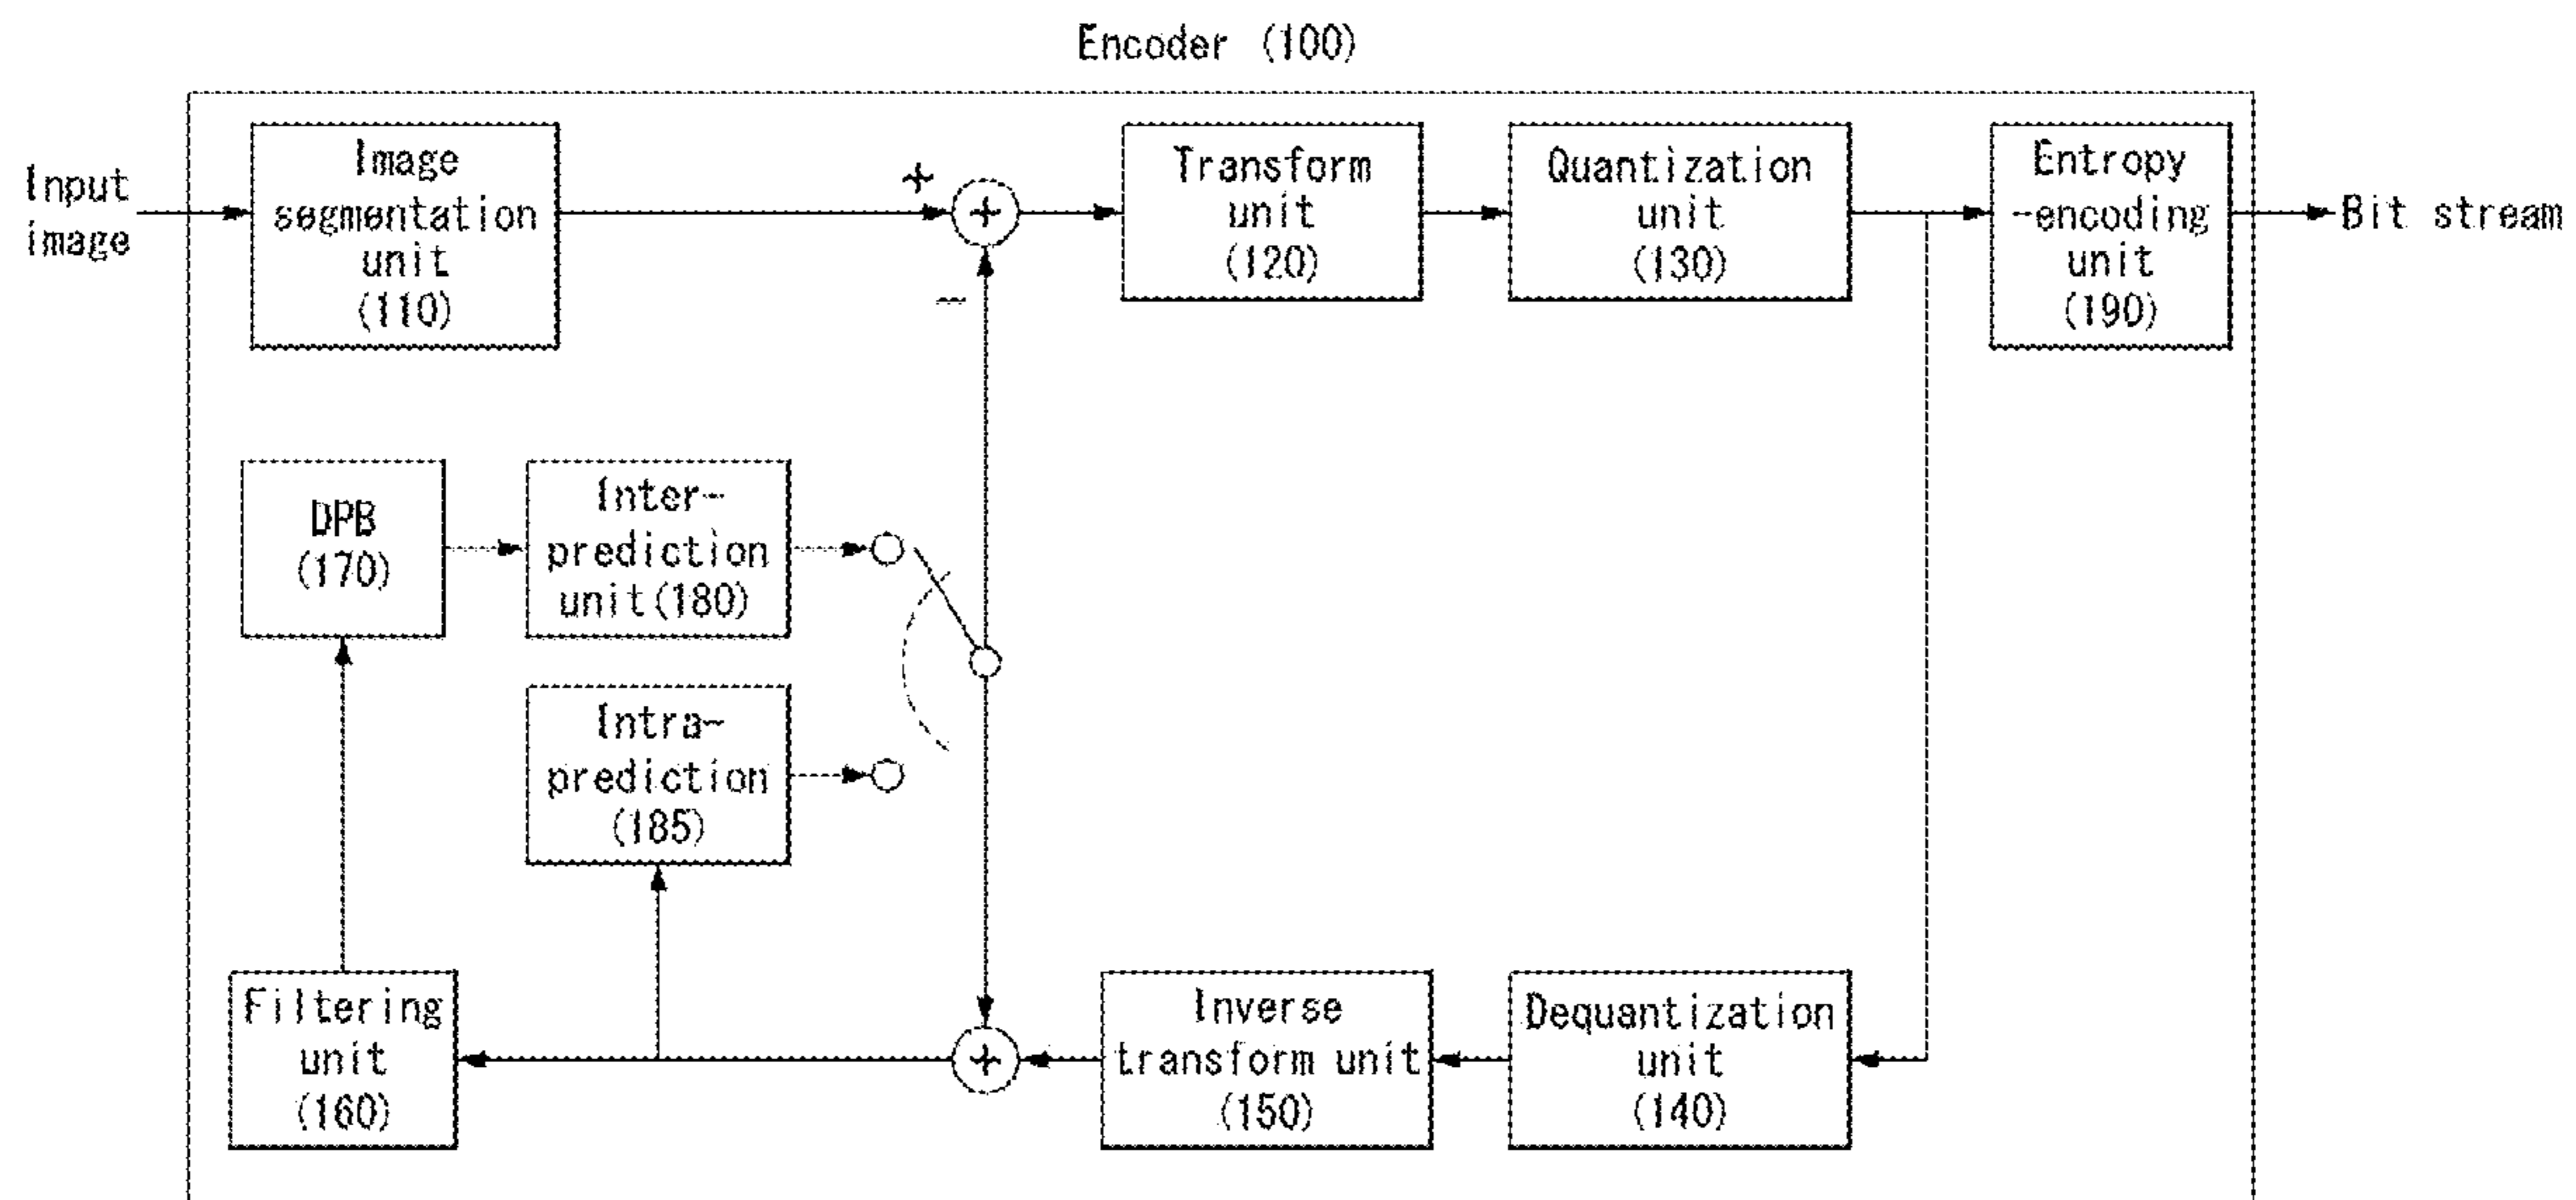 Encoder (100)
Input
image
Image
segmentation
unit
(110)
+
+
−
Transform
unit
(120)
Quantization
unit
(130)
Entropy
-encoding
unit
(190)
Bit stream
DPB
(170)
Inter-
prediction
unit(180)
Intra-
prediction
(185)
Filtering
unit
(160)
+
Inverse
transform unit
(150)
Dequantization
unit
(140)